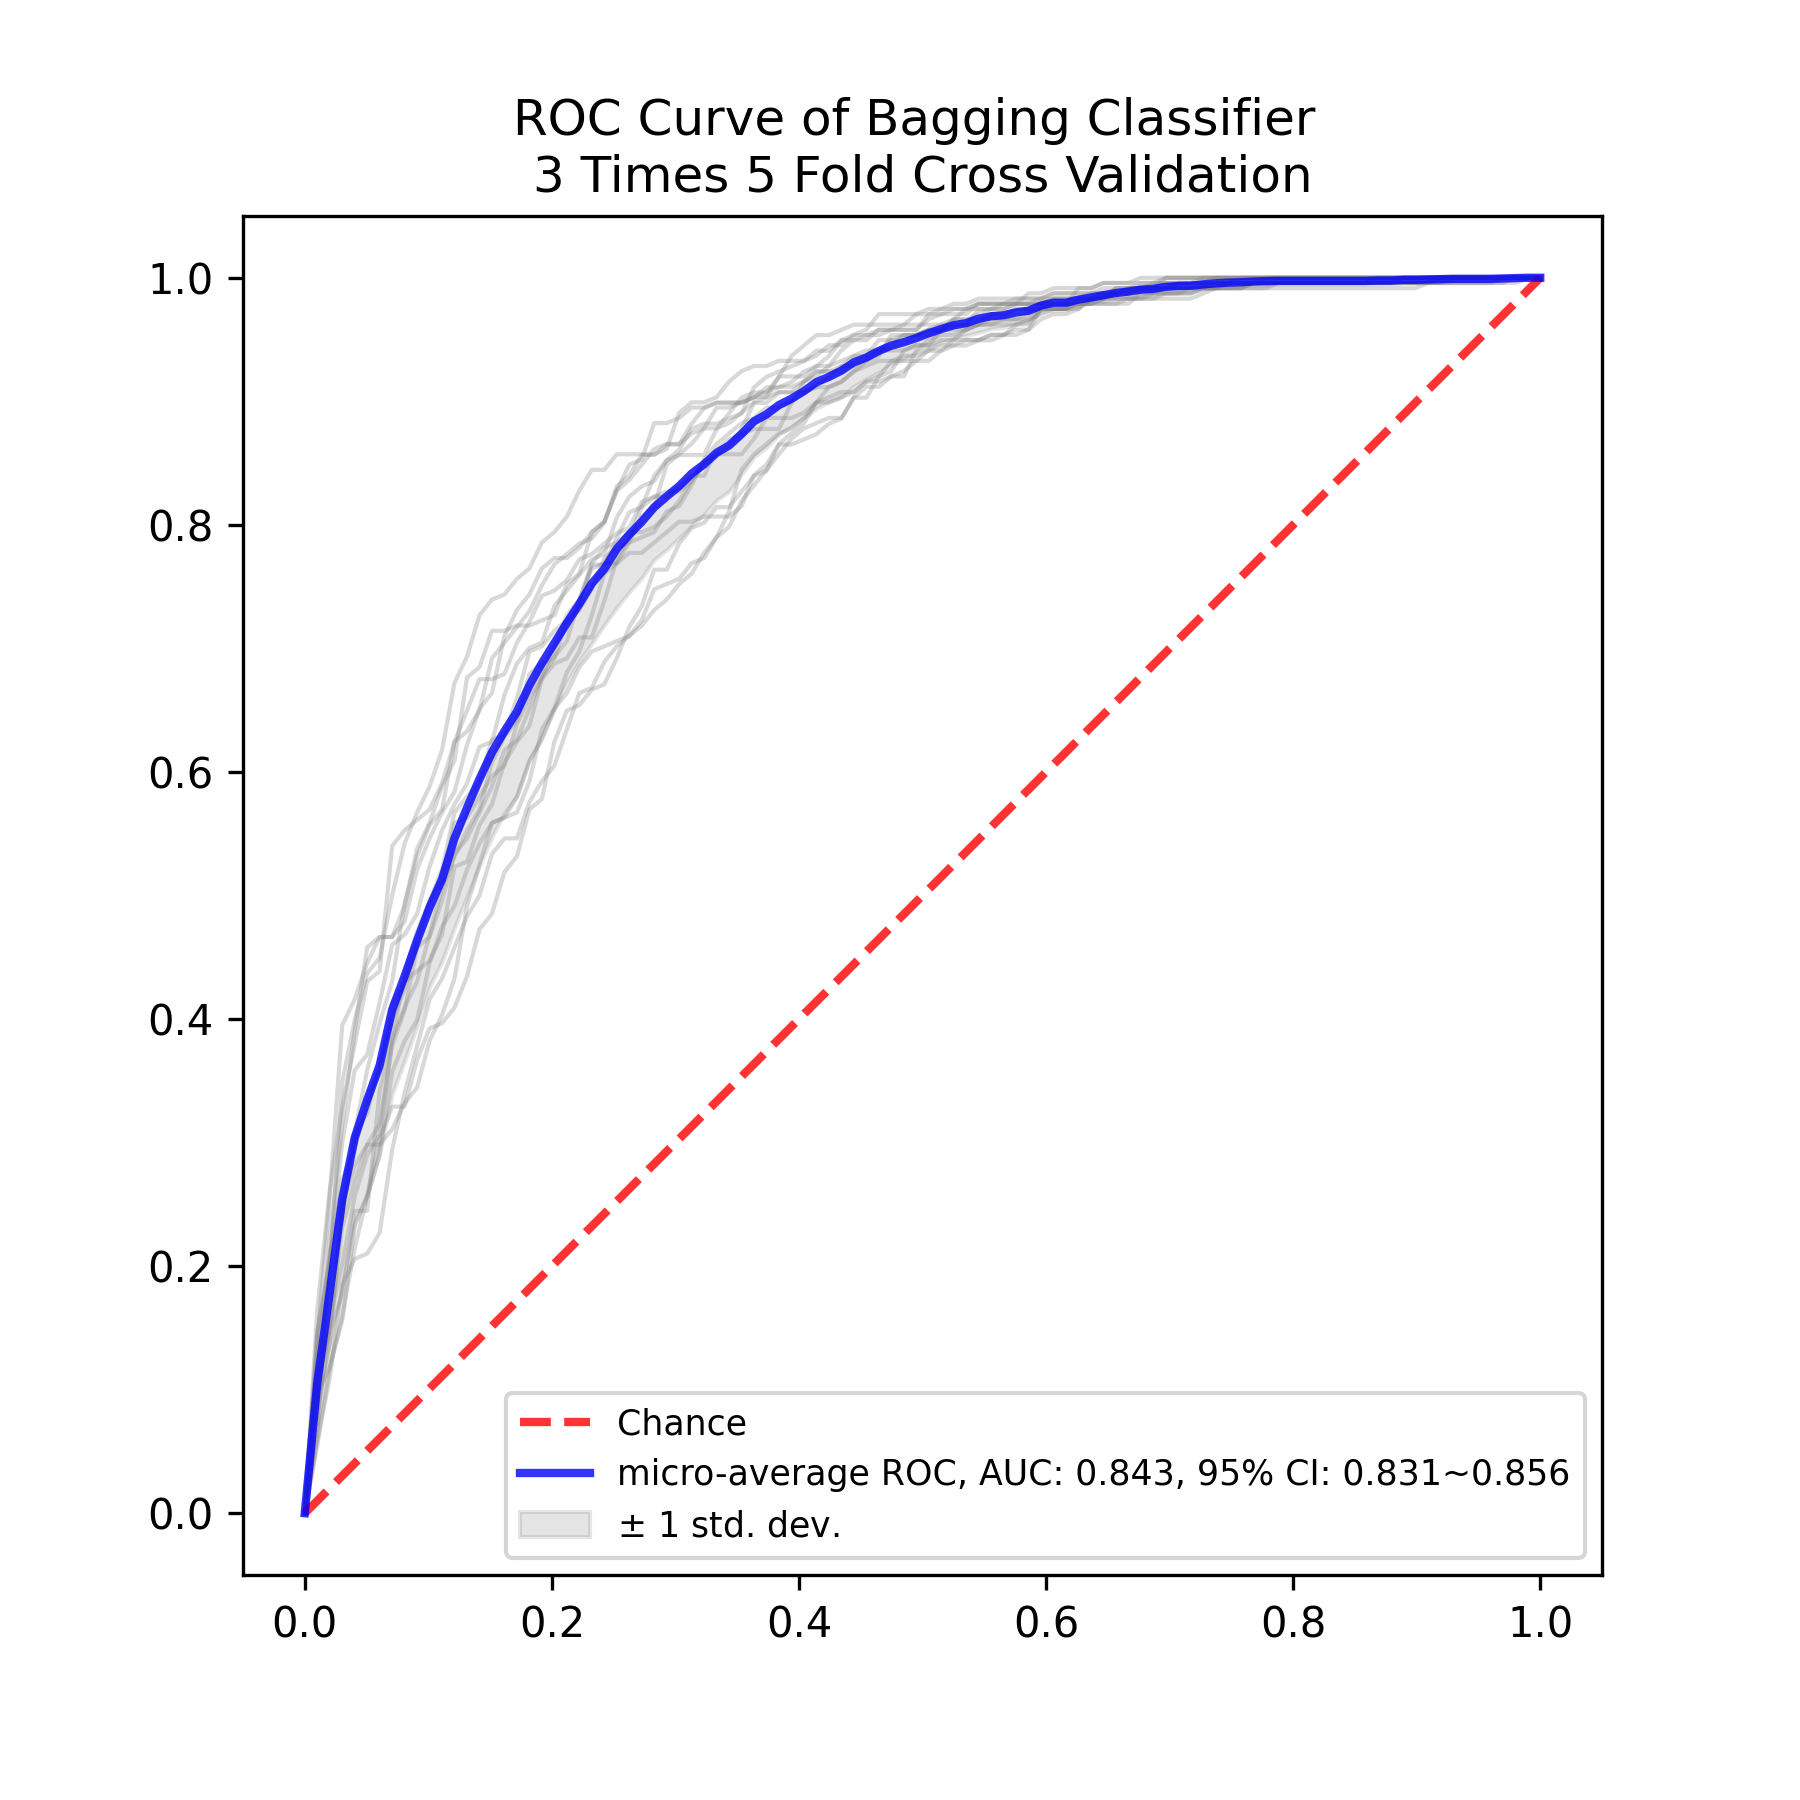 ROC Curve of Bagging Classifier
3 Times 5 Fold Cross Validation
1.0
0.8
0.6
0.4
0.2
0.0
Chance
micro-average ROC, AUC: 0.843, 95% CI: 0.831~0.856
± 1 std. dev.
0.0 0.2 0.4 0.6 0.8 1.0